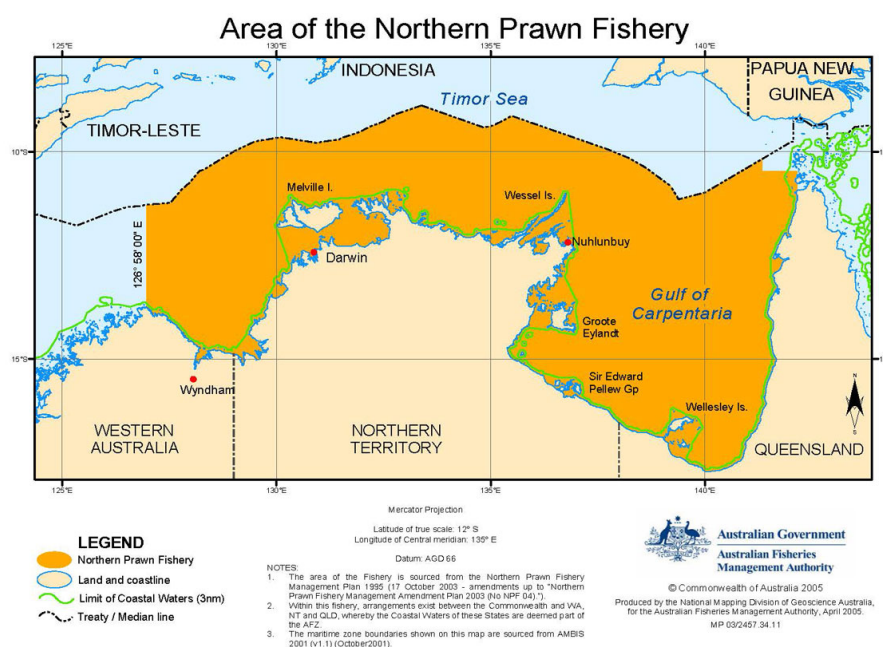 Area of the Northern Prawn Fishery
125°E
130°E
135°E
140°E
INDONESIA
PAPUA NEW
GUINEA
Timor Sea
TIMOR-LESTE
10°S
Melville I.
Wessel Is.
126° 58' 00" E
Nuhlunbuy
Darwin
Gulf of
Carpentaria
Groote
Eylandt
15°S
Sir Edward
Pellew Gp
Wyndham
Wellesley Is.
N
S
WESTERN
AUSTRALIA
NORTHERN
TERRITORY
QUEENSLAND
125°E
130°E
135°E
140°E
LEGEND
Northern Prawn Fishery
Land and coastline
Limit of Coastal Waters (3nm)
Treaty / Median line
Mercator Projection
Latitude of true scale: 12° S
Longitude of Central meridian: 135° E
Datum: AGD 66
NOTES:
1. The area of the Fishery is sourced from the Northern Prawn Fishery
Management Plan 1995 (17 October 2003 - amendments up to "Northern
Prawn Fishery Management Amendment Plan 2003 (No NPF 04).").
2. Within this fishery, arrangements exist between the Commonwealth and WA,
NT and QLD, whereby the Coastal Waters of these States are deemed part of
the AFZ.
3. The maritime zone boundaries shown on this map are sourced from AMBIS
2001 (v1.1) (October2001).
Australian Government
Australian Fisheries
Management Authority
© Commonwealth of Australia 2005
Produced by the National Mapping Division of Geoscience Australia,
for the Australian Fisheries Management Authority, April 2005.
MP 03/2457.34.11